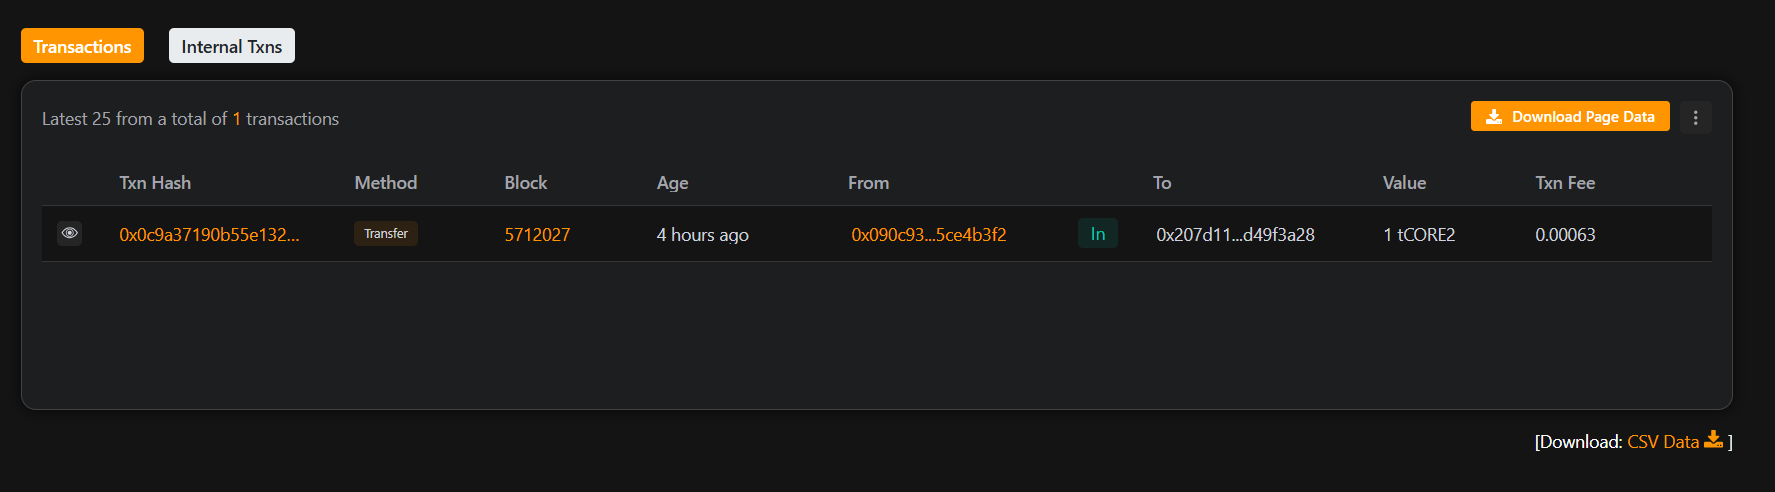 Transactions Internal Txns
Latest 25 from a total of 1 transactions
Download Page Data
Txn Hash Method Block Age From To Value Txn Fee
0x0c9a37190b55e132... Transfer 5712027 4 hours ago 0x090c93...5ce4b3f2 In 0x207d11...d49f3a28 1 tCORE2 0.00063
[Download: CSV Data ]